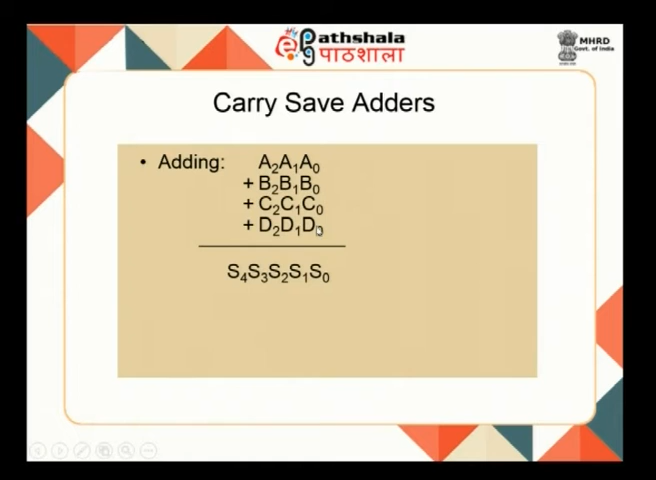 Pathshala
पाठशाला
MHRD
Govt. of India
Carry Save Adders
• Adding: A₂A₁A₀
+ B₂B₁B₀
+ C₂C₁C₀
+ D₂D₁D₀
S₄S₃S₂S₁S₀